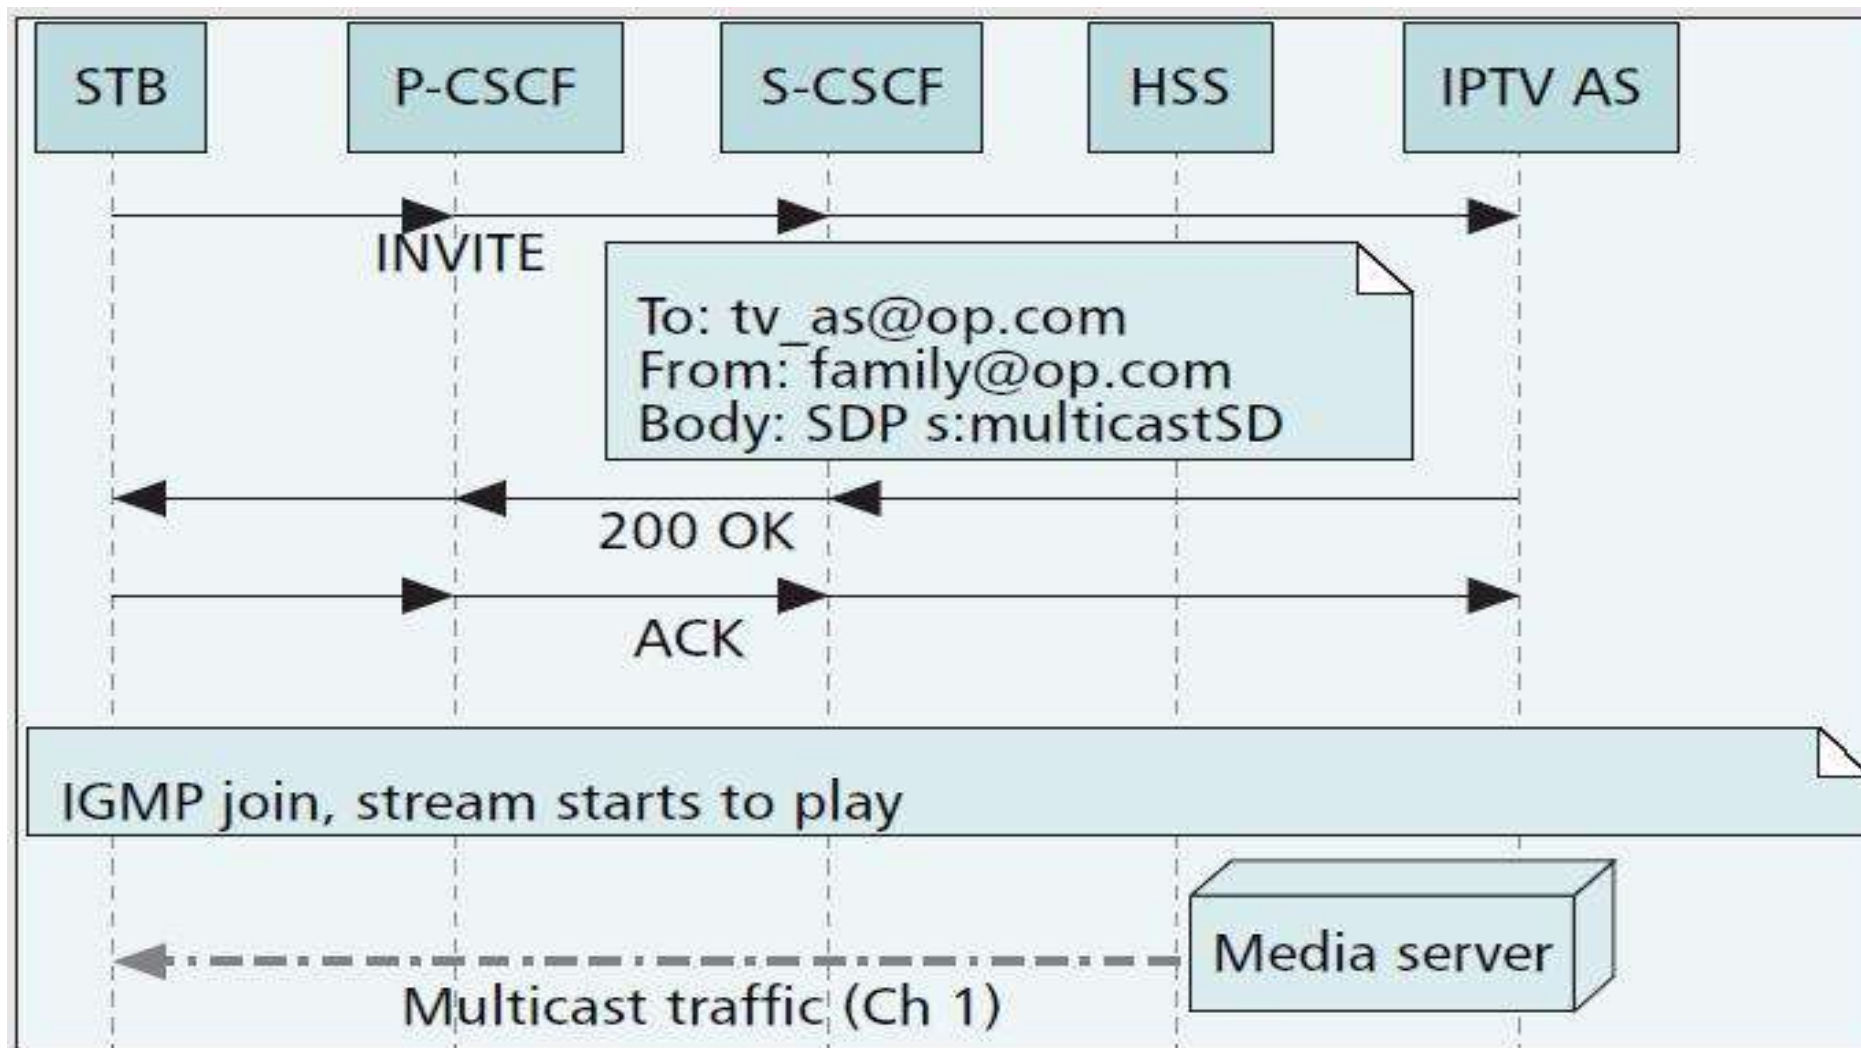 STB
P-CSCF
S-CSCF
HSS
IPTV AS
INVITE
To: tv_as@op.com
From: family@op.com
Body: SDP s:multicastSD
200 OK
ACK
IGMP join, stream starts to play
Media server
Multicast traffic (Ch 1)